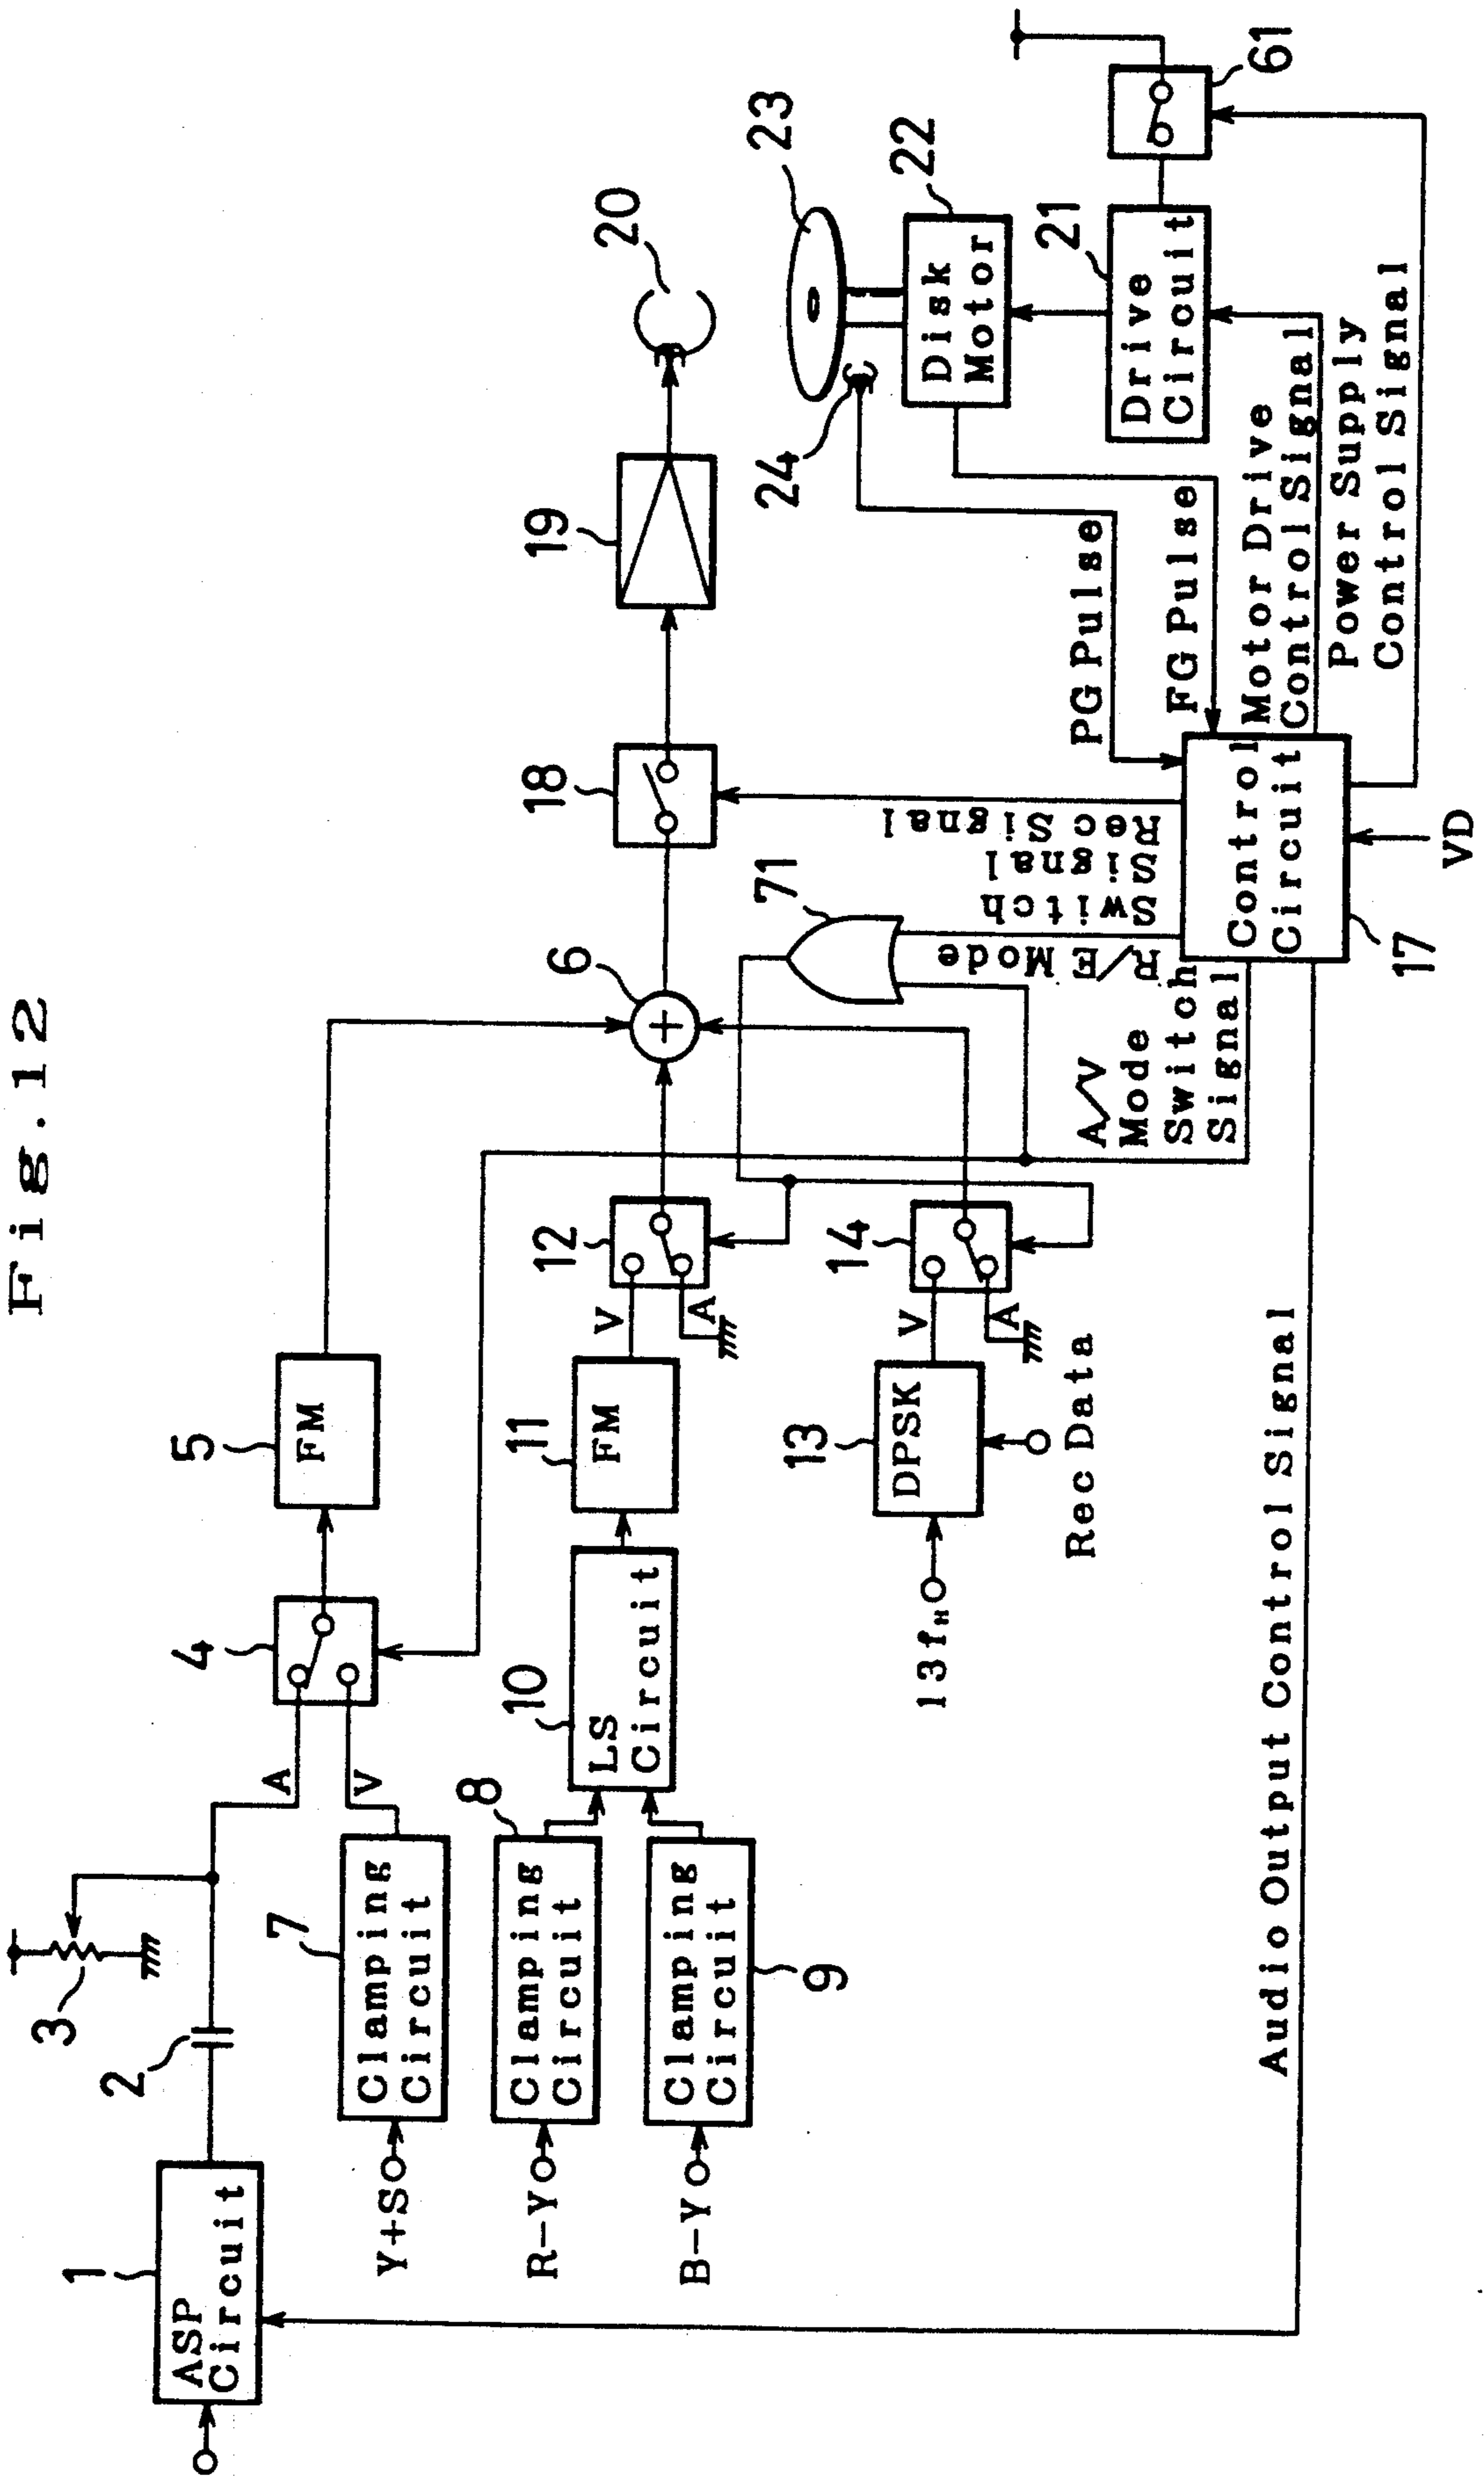 Fig.12
1
ASP
Circuit
2
3
A
V
4
5
FM
Y+S
7
Clamping
Circuit
R-Y
8
Clamping
Circuit
B-Y
9
Clamping
Circuit
10
LS
Circuit
11
FM
V
A
12
6
18
19
20
13fH
13
DPSK
Rec Data
V
A
14
71
A/V
Mode
Switch
Signal
R/E Mode
Switch
Signal
Rec Signal
PG Pulse
FG Pulse
Motor Drive
Control Signal
Power Supply
Control Signal
Control
Circuit
17
VD
23
24
22
Disk
Motor
21
Drive
Circuit
61
Audio Output Control Signal